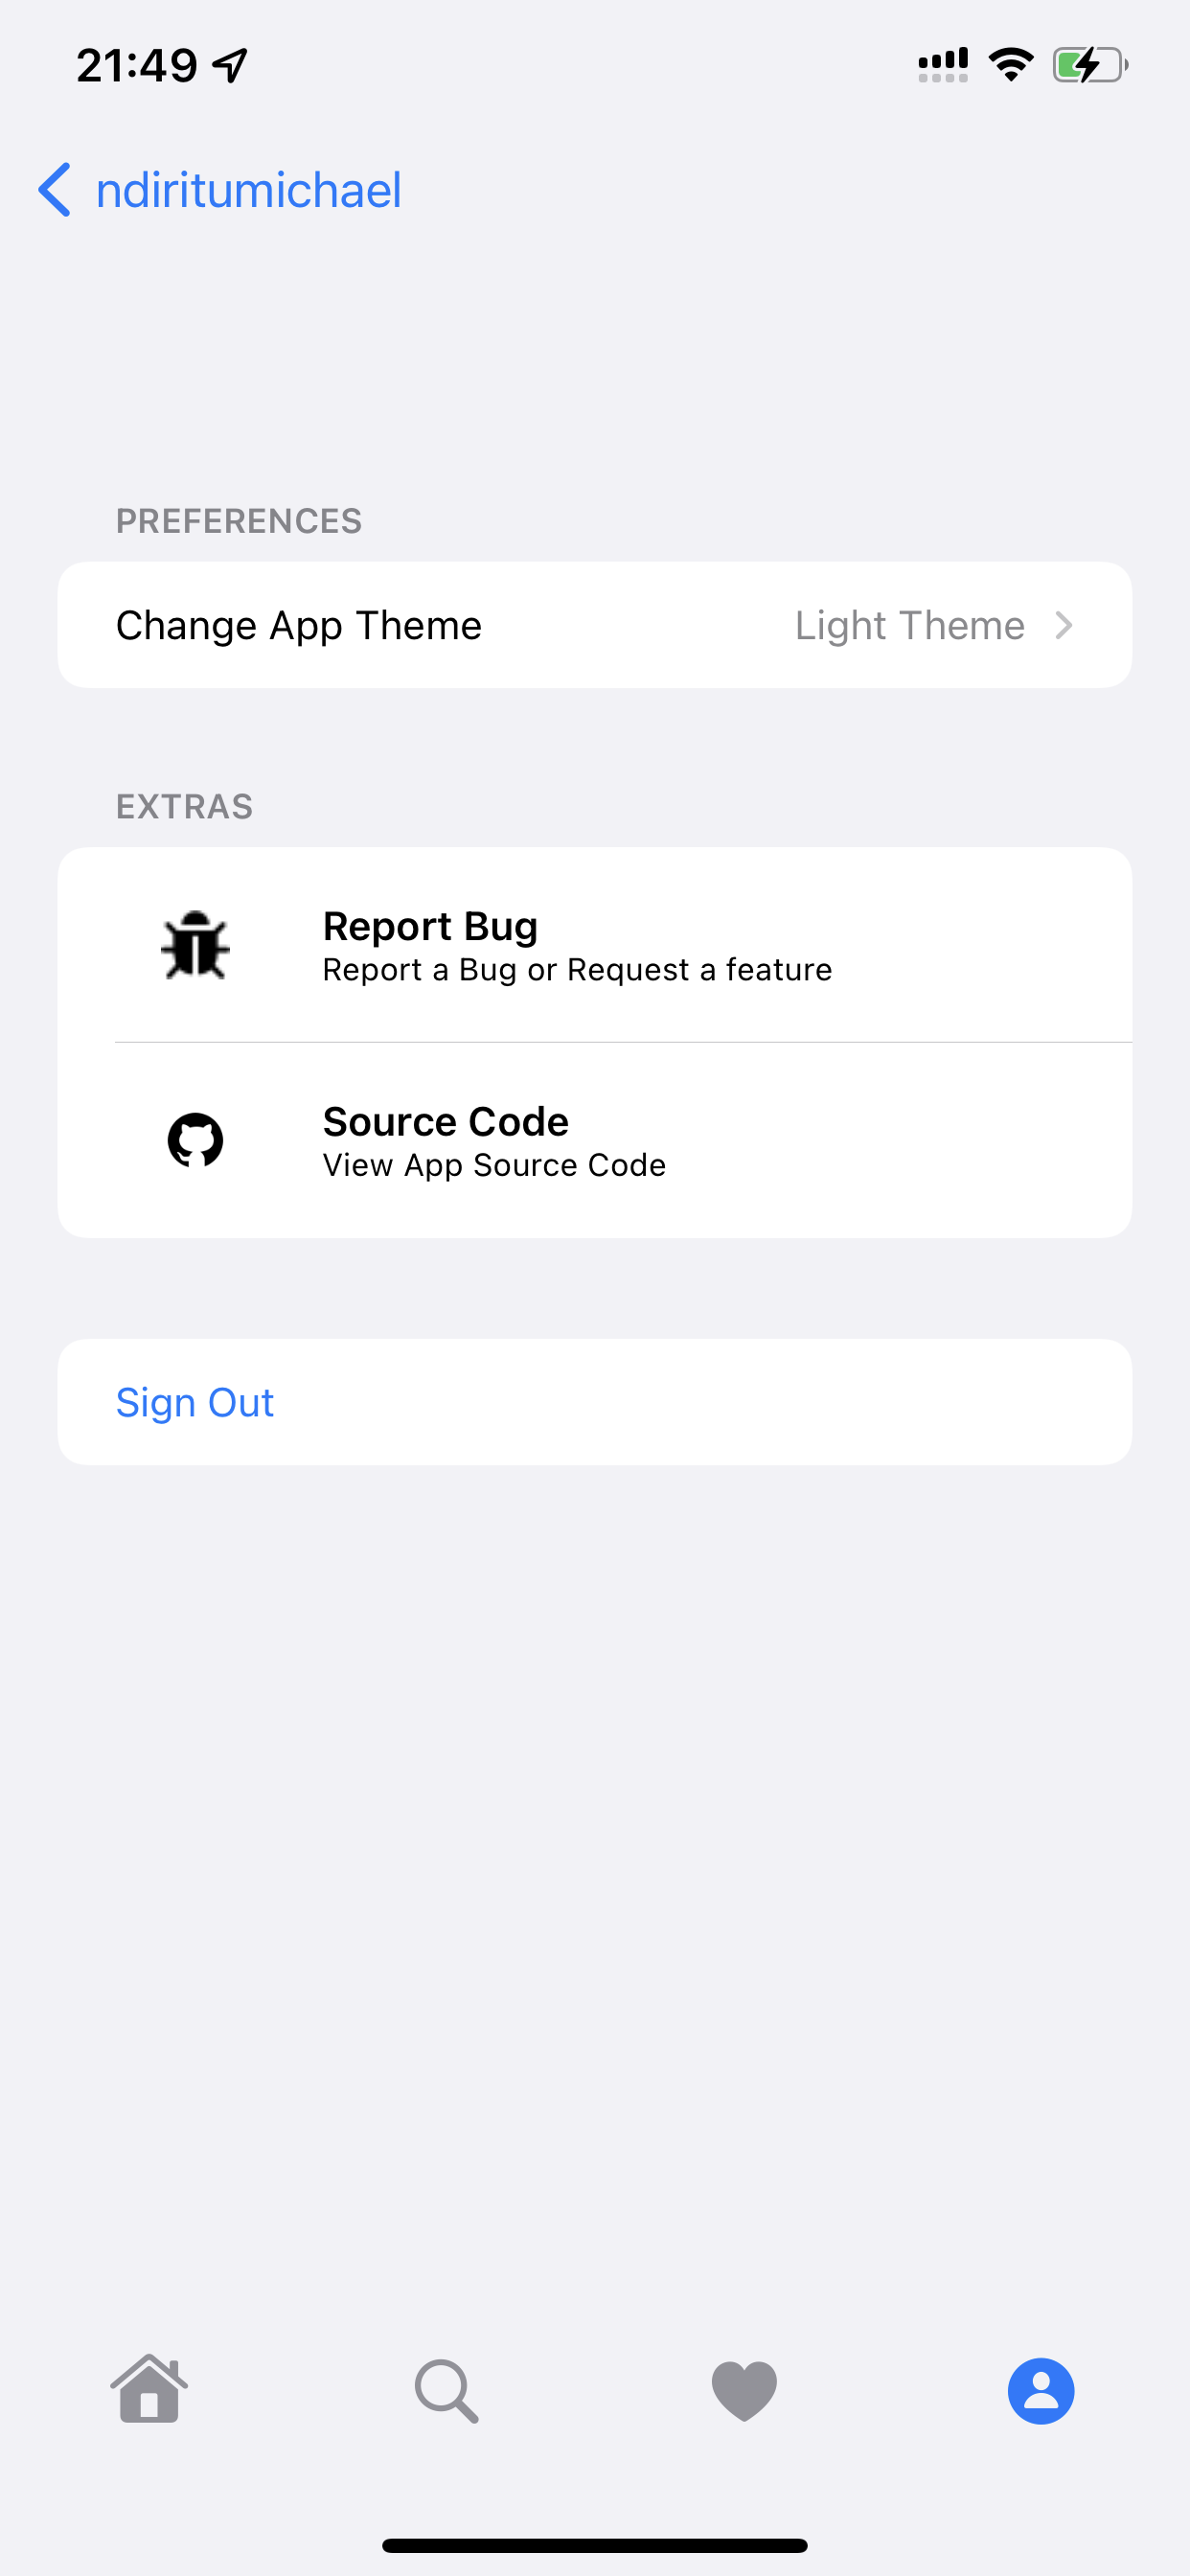 21:49
ndiritumichael
PREFERENCES
Change App Theme Light Theme
EXTRAS
Report Bug
Report a Bug or Request a feature
Source Code
View App Source Code
Sign Out